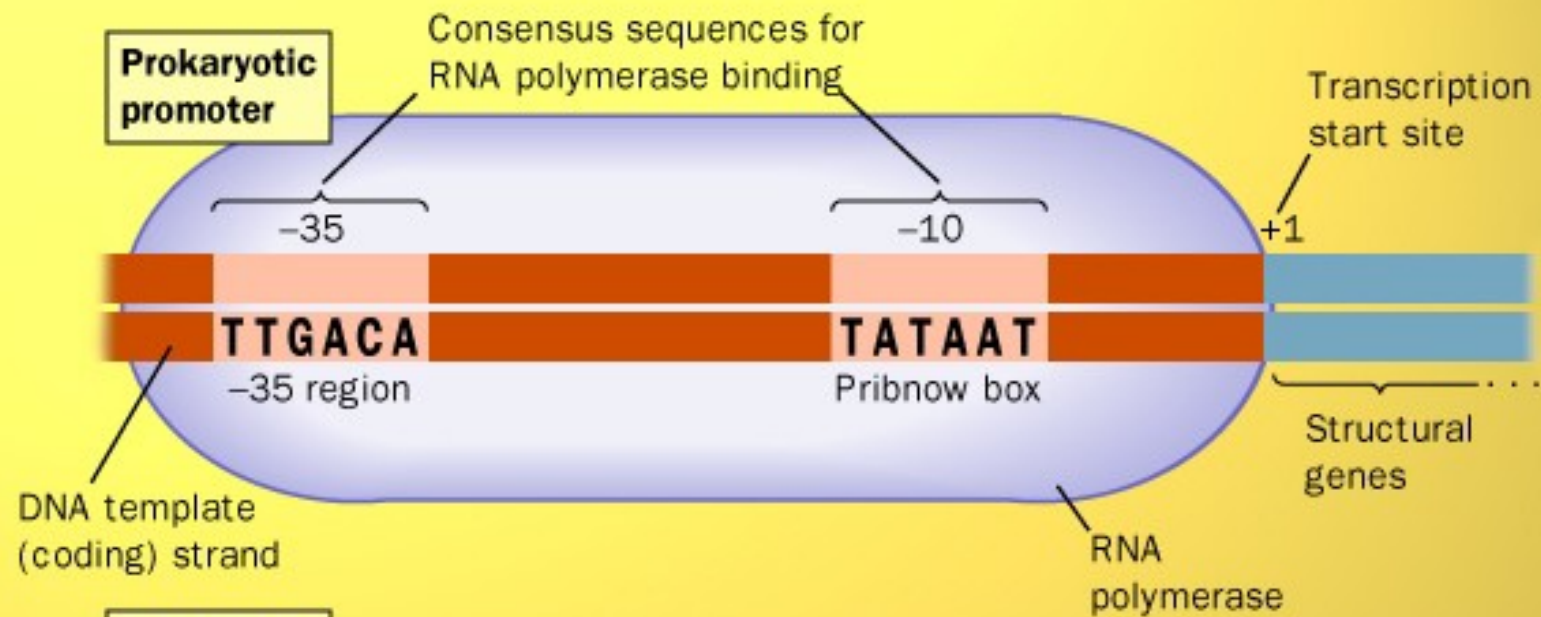 Consensus sequences for
RNA polymerase binding
Prokaryotic
promoter
Transcription
start site
–35
–10
+1
TTGACA
TATAAT
–35 region
Pribnow box
Structural
genes
DNA template
(coding) strand
RNA
polymerase